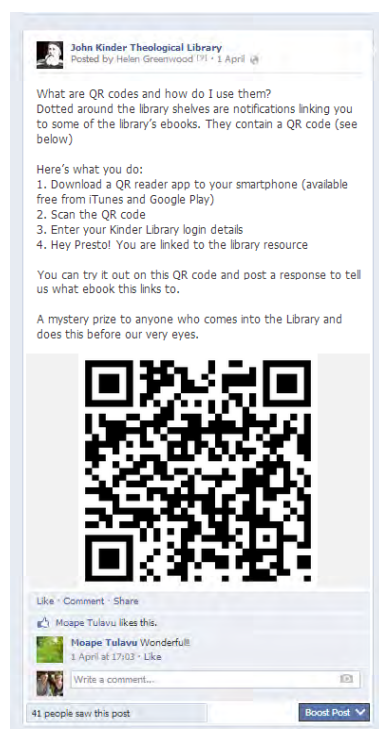 John Kinder Theological Library
Posted by Helen Greenwood [?] · 1 April
What are QR codes and how do I use them?
Dotted around the library shelves are notifications linking you
to some of the library's ebooks. They contain a QR code (see
below)
Here's what you do:
1. Download a QR reader app to your smartphone (available
free from iTunes and Google Play)
2. Scan the QR code
3. Enter your Kinder Library login details
4. Hey Presto! You are linked to the library resource
You can try it out on this QR code and post a response to tell
us what ebook this links to.
A mystery prize to anyone who comes into the Library and
does this before our very eyes.
Like · Comment · Share
Moape Tulavu likes this.
Moape Tulavu Wonderful!!
1 April at 17:03 · Like
Write a comment...
41 people saw this post
Boost Post